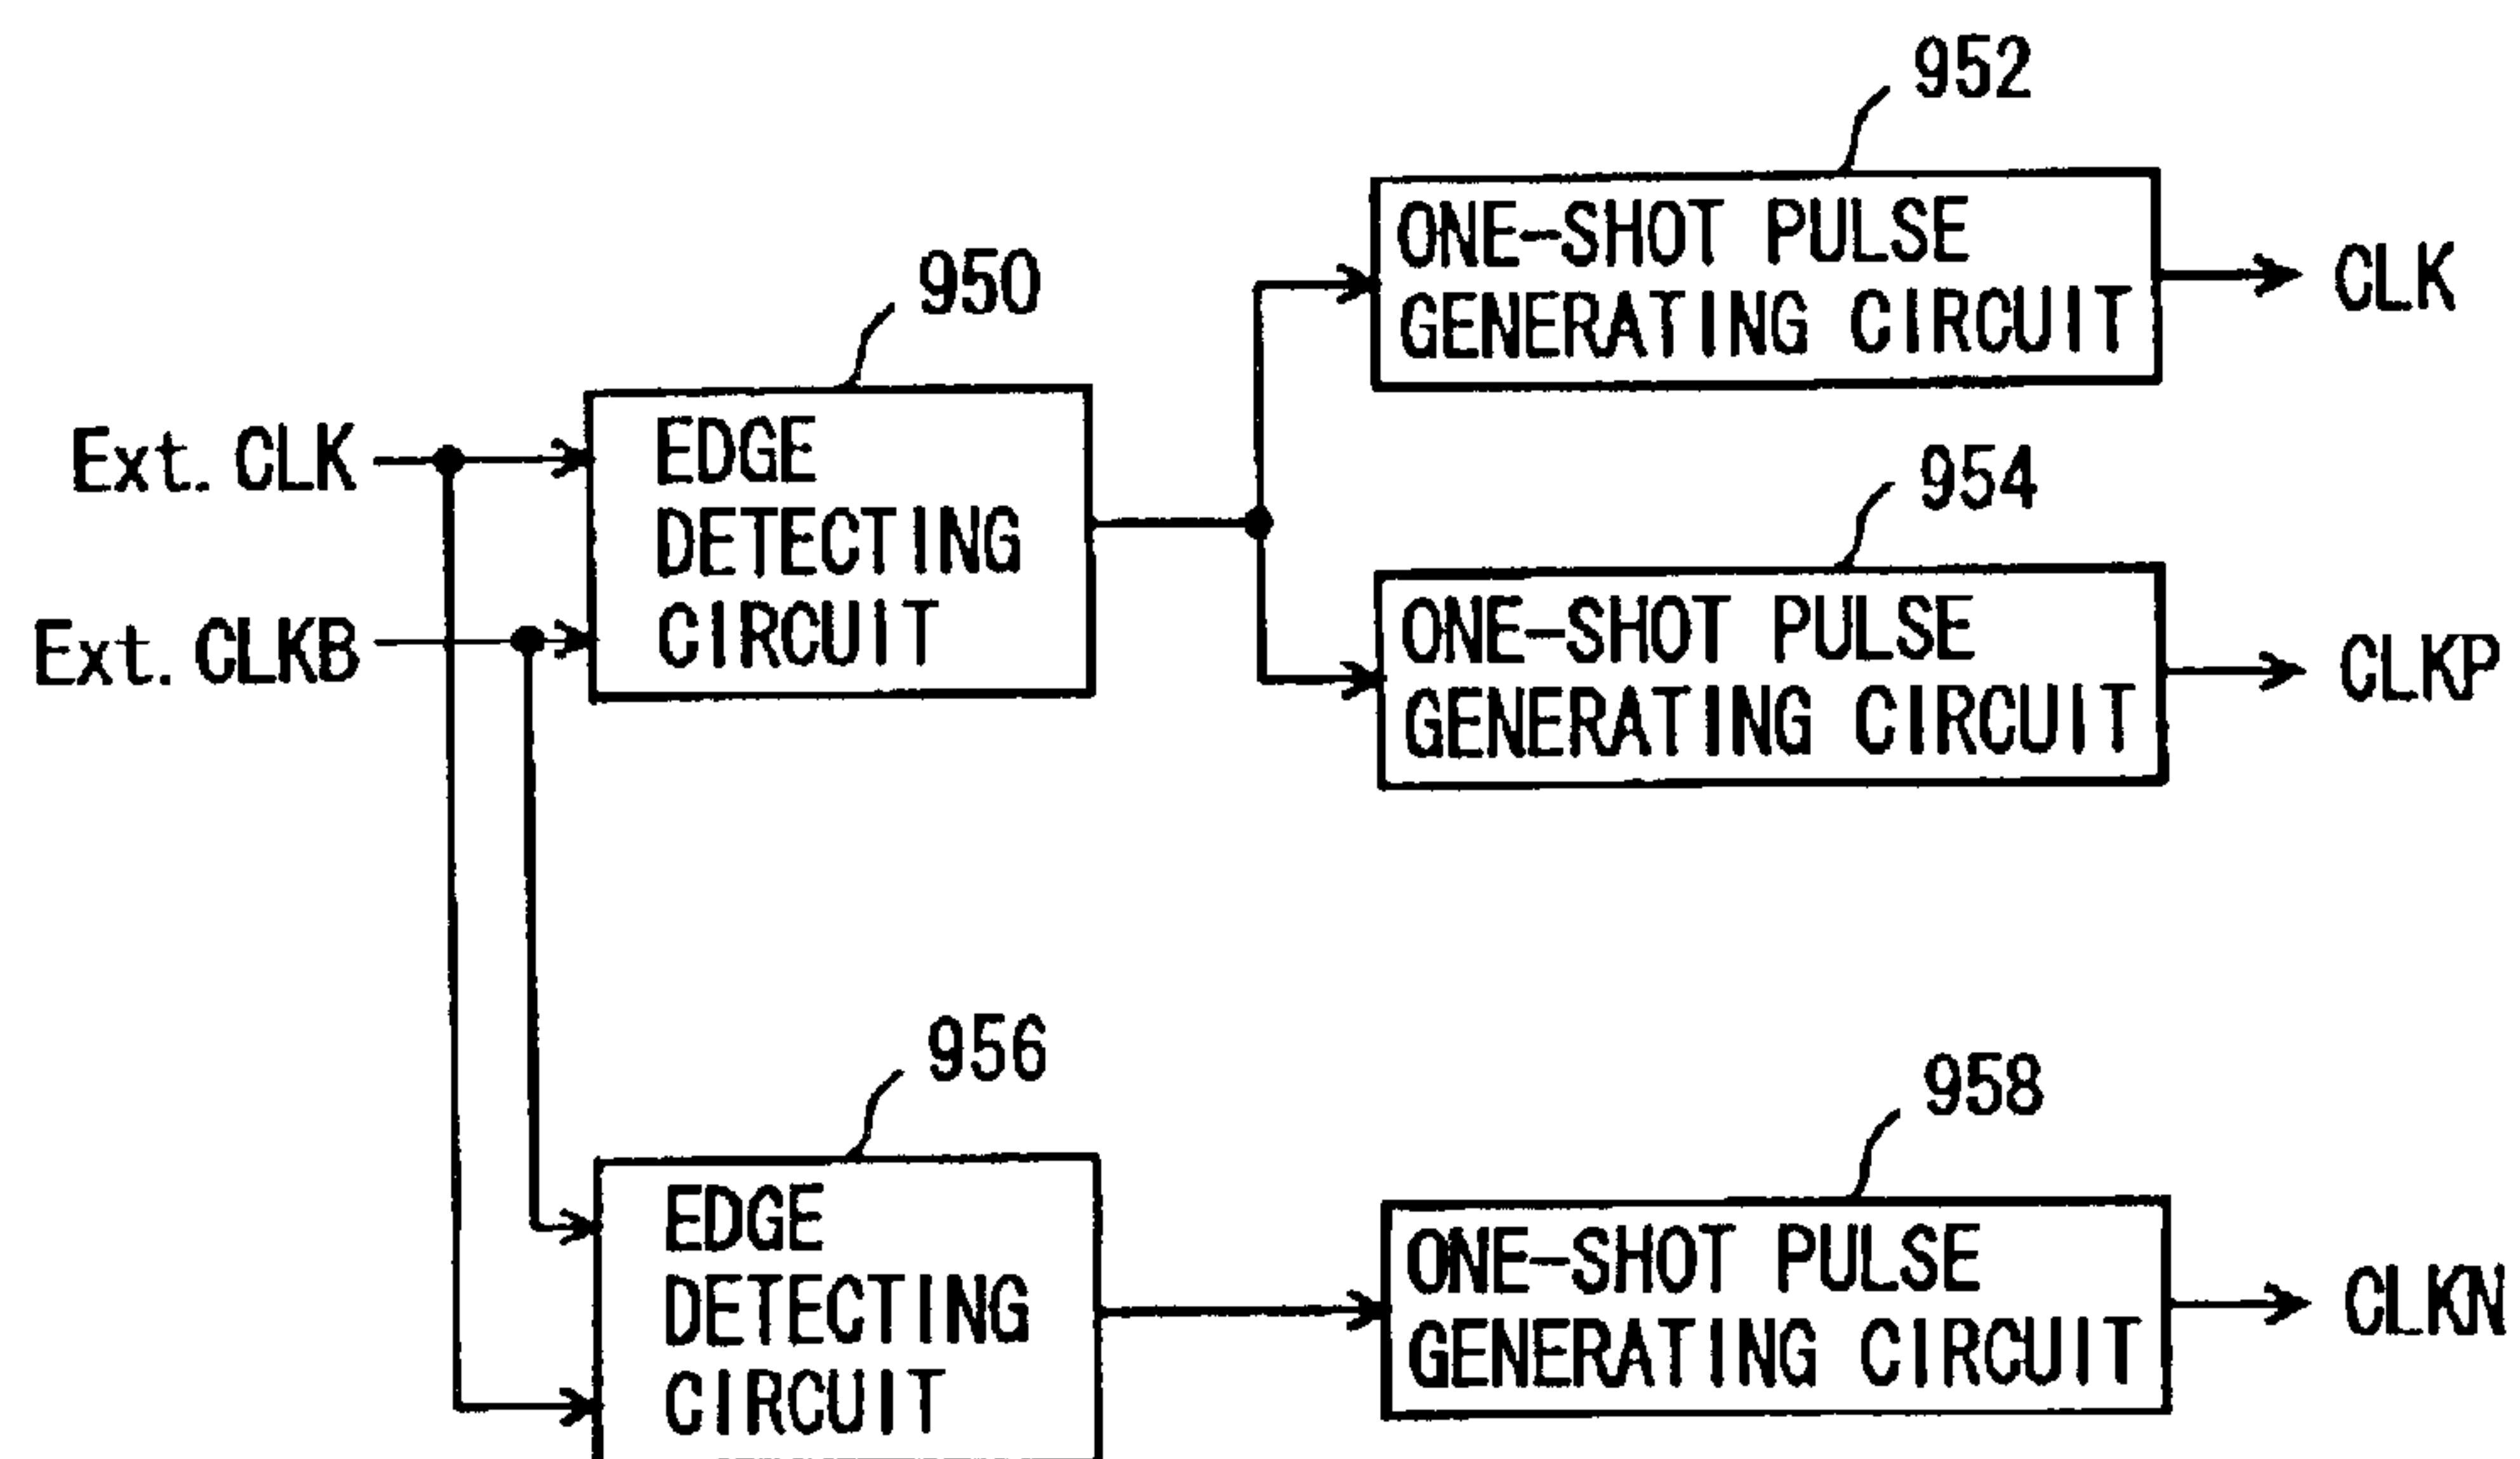 952
ONE-SHOT PULSE
GENERATING CIRCUIT
CLK
950
Ext. CLK
Ext. CLKB
EDGE
DETECTING
CIRCUIT
954
ONE-SHOT PULSE
GENERATING CIRCUIT
CLKP
956
EDGE
DETECTING
CIRCUIT
958
ONE-SHOT PULSE
GENERATING CIRCUIT
CLKN